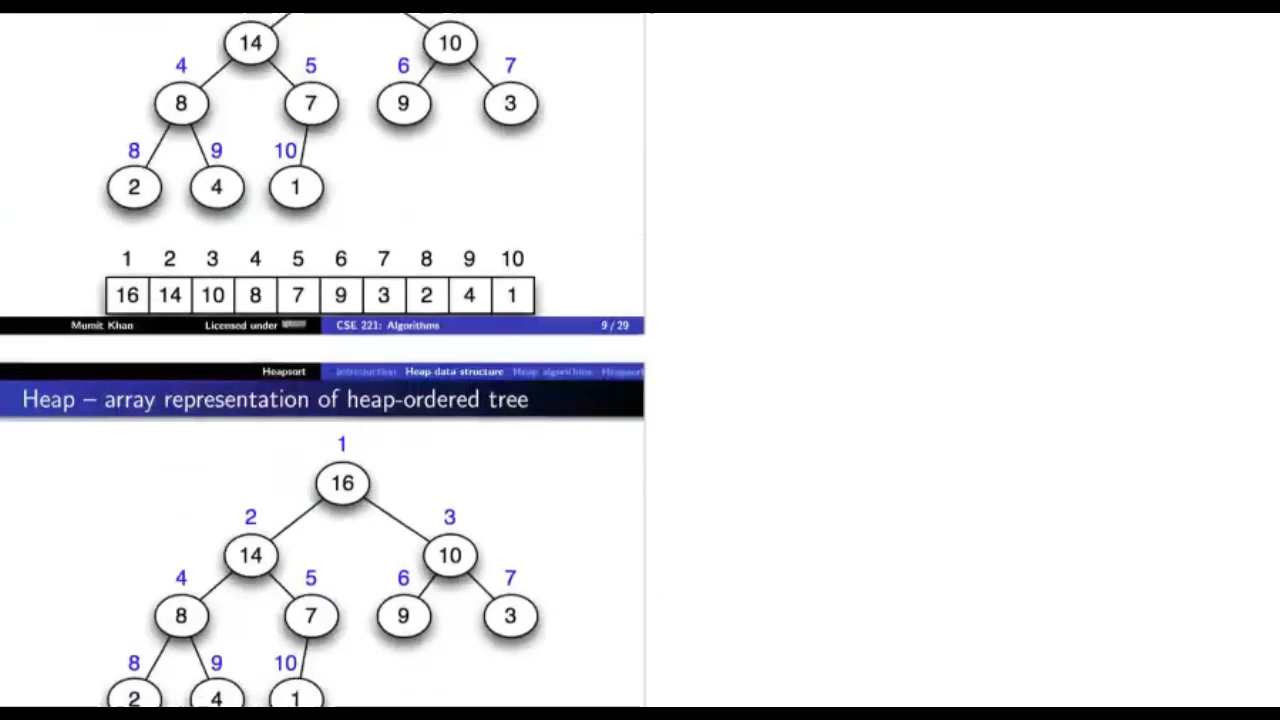 14 10
4 5 6 7
8 7 9 3
8 9 10
2 4 1
1 2 3 4 5 6 7 8 9 10
16 14 10 8 7 9 3 2 4 1
Mumit Khan Licensed under CSE 221: Algorithms 9 / 29
Heapsort Introduction Heap data structure Heap algorithms Heapsort
Heap – array representation of heap-ordered tree
1
16
2 3
14 10
4 5 6 7
8 7 9 3
8 9 10
2 4 1